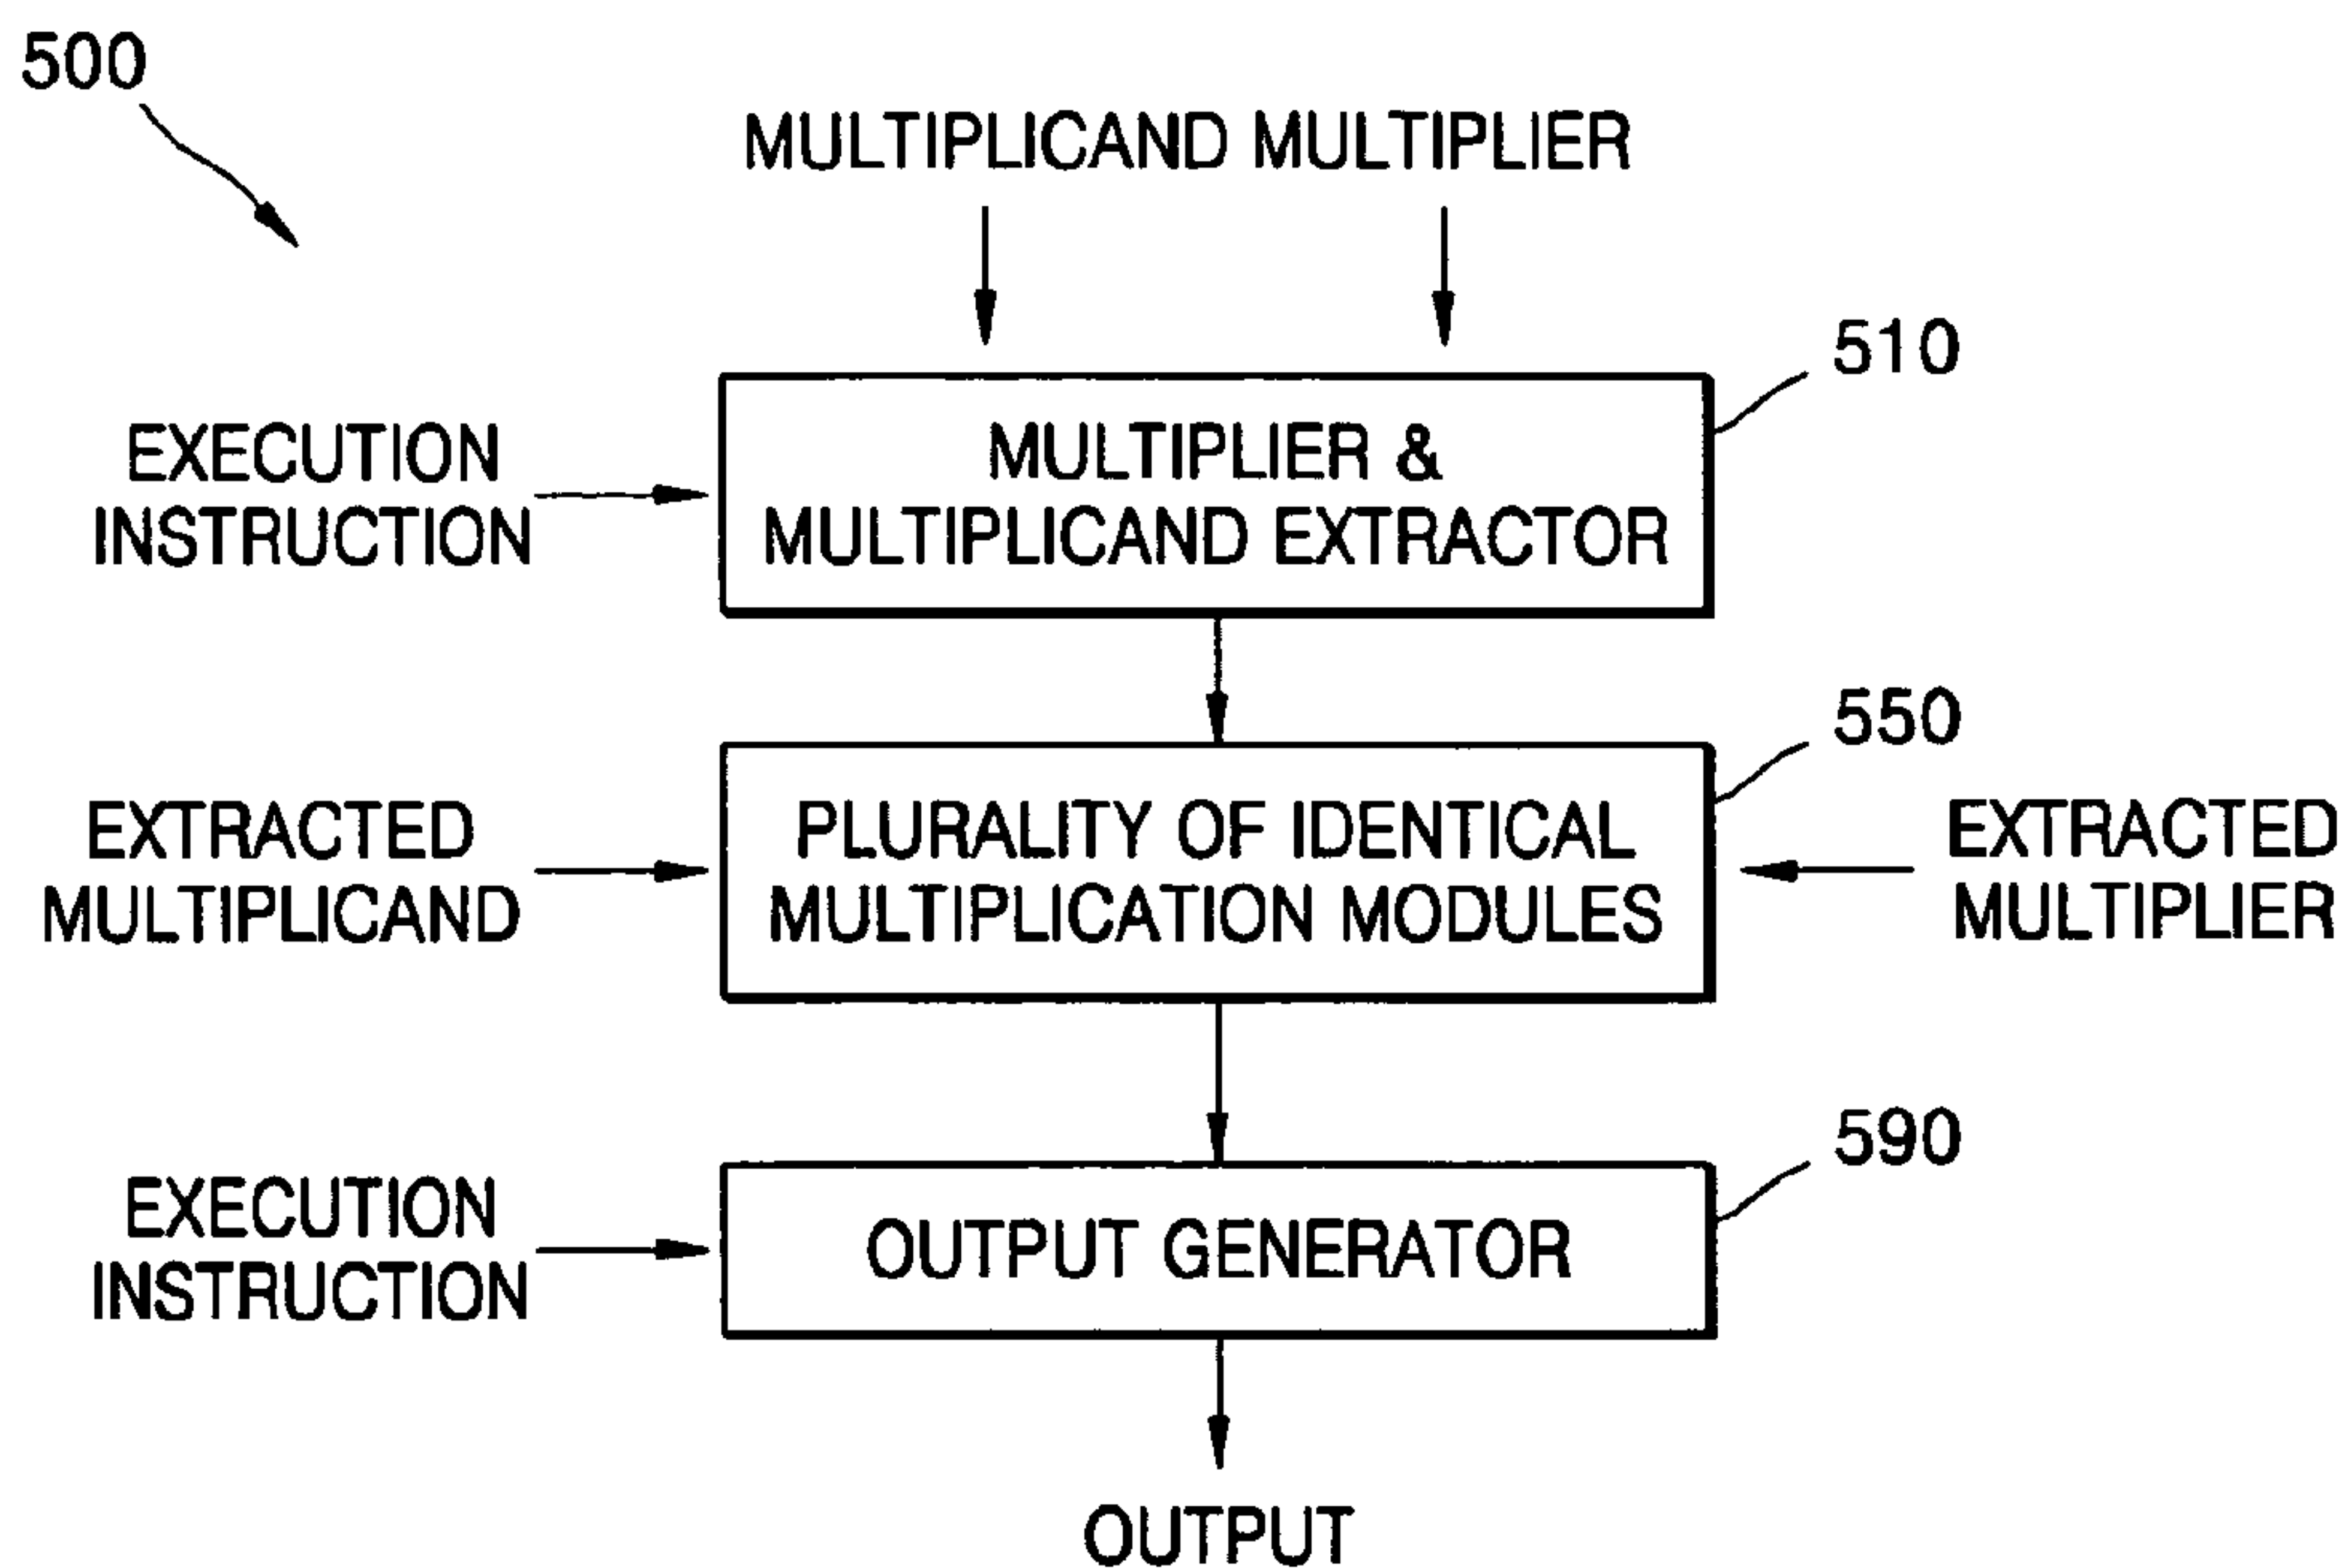 500
MULTIPLICAND MULTIPLIER
510
EXECUTION
INSTRUCTION
MULTIPLIER &
MULTIPLICAND EXTRACTOR
550
EXTRACTED
MULTIPLICAND
PLURALITY OF IDENTICAL
MULTIPLICATION MODULES
EXTRACTED
MULTIPLIER
590
EXECUTION
INSTRUCTION
OUTPUT GENERATOR
OUTPUT